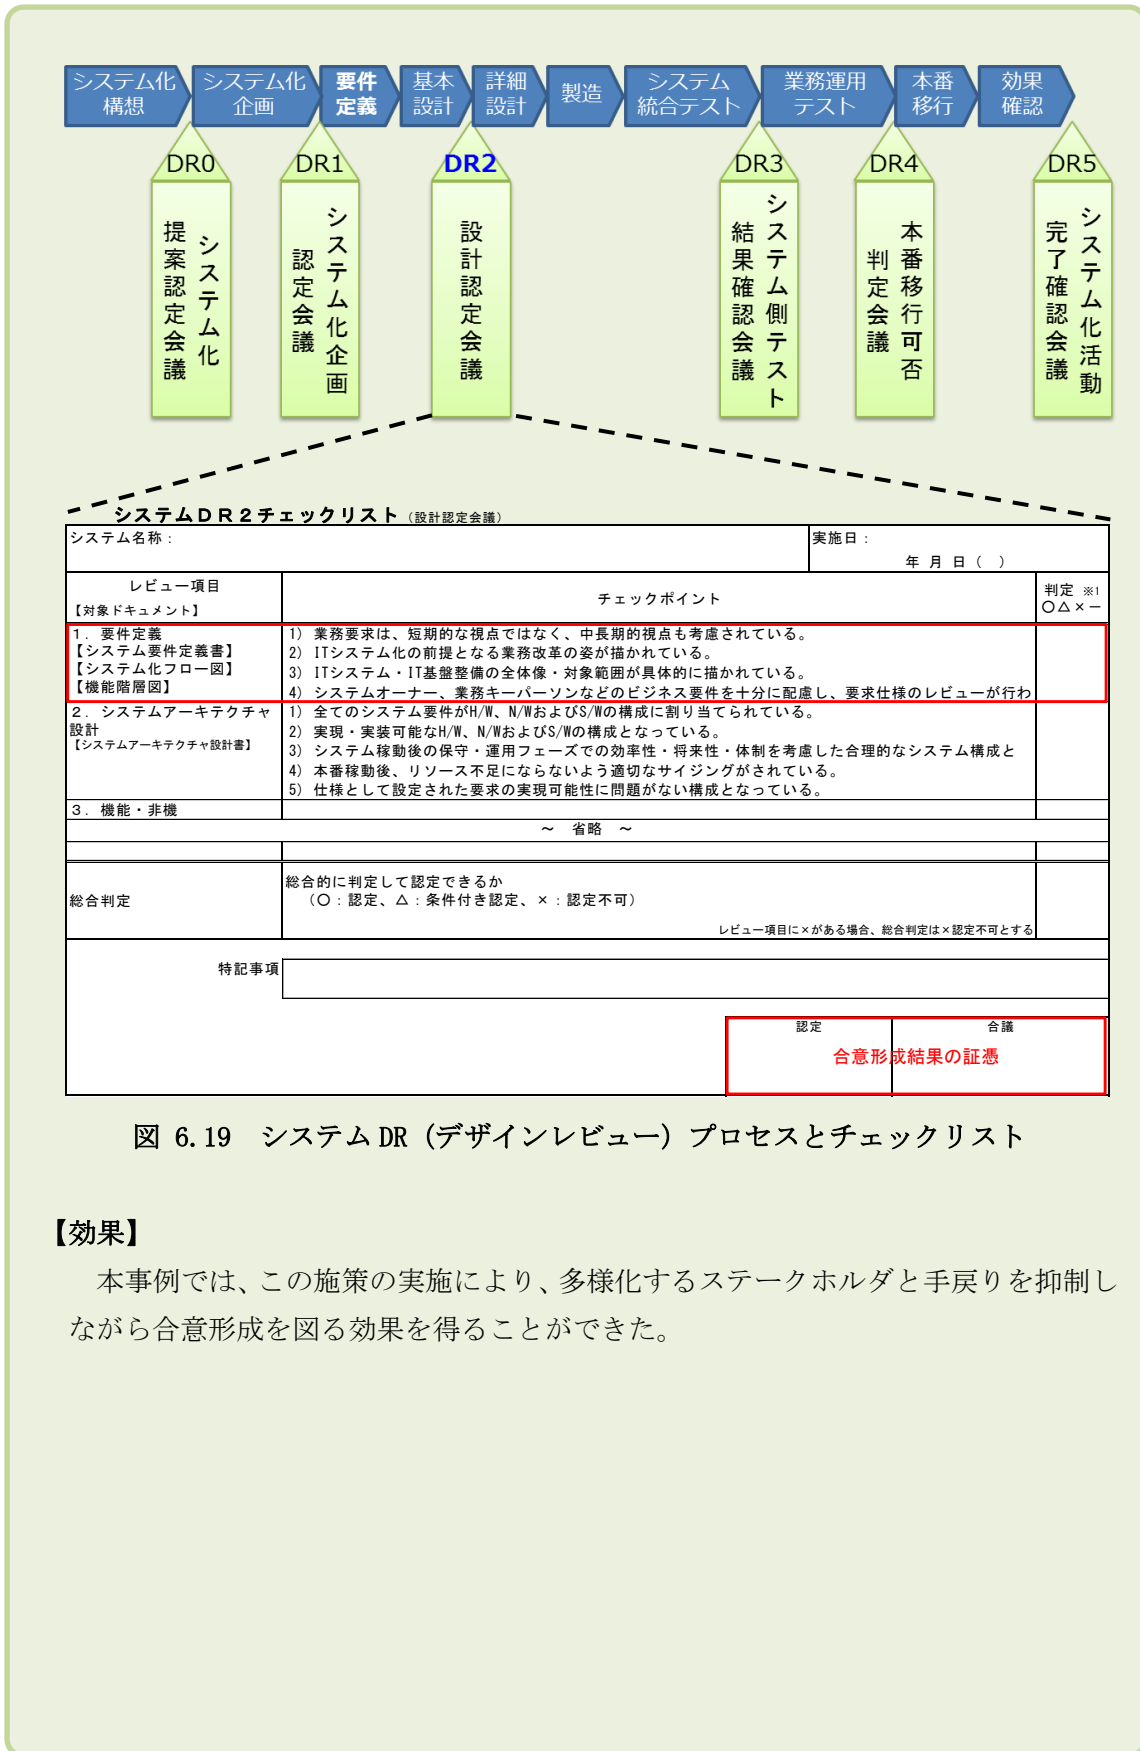 システム化
構想
システム化
企画
要件
定義
基本
設計
詳細
設計
製造
システム
統合テスト
業務運用
テスト
本番
移行
効果
確認
DR0
DR1
DR2
DR3
DR4
DR5
システム化
提案認定会議
システム化企画
認定会議
設計認定会議
システム側テスト
結果確認会議
本番移行可否
判定会議
システム化活動
完了確認会議
システムDR2チェックリスト（設計認定会議）
システム名称：
実施日：
年 月 日（ ）
レビュー項目
【対象ドキュメント】
チェックポイント
判定 ※1
〇△×－
1．要件定義
【システム要件定義書】
【システム化フロー図】
【機能階層図】
1) 業務要求は、短期的な視点ではなく、中長期的視点も考慮されている。
2) ITシステム化の前提となる業務改革の姿が描かれている。
3) ITシステム・IT基盤整備の全体像・対象範囲が具体的に描かれている。
4) システムオーナー、業務キーパーソンなどのビジネス要件を十分に配慮し、要求仕様のレビューが行わ
2．システムアーキテクチャ
設計
【システムアーキテクチャ設計書】
1) 全てのシステム要件がH/W、N/WおよびS/Wの構成に割り当てられている。
2) 実現・実装可能なH/W、N/WおよびS/Wの構成となっている。
3) システム稼動後の保守・運用フェーズでの効率性・将来性・体制を考慮した合理的なシステム構成と
4) 本番稼動後、リソース不足にならないよう適切なサイジングがされている。
5) 仕様として設定された要求の実現可能性に問題がない構成となっている。
3．機能・非機
～ 省略 ～
総合判定
総合的に判定して認定できるか
（〇：認定、△：条件付き認定、×：認定不可）
レビュー項目に×がある場合、総合判定は×認定不可とする
特記事項
認定
合議
合意形成結果の証憑
図 6.19 システム DR（デザインレビュー）プロセスとチェックリスト
【効果】
本事例では、この施策の実施により、多様化するステークホルダと手戻りを抑制し
ながら合意形成を図る効果を得ることができた。